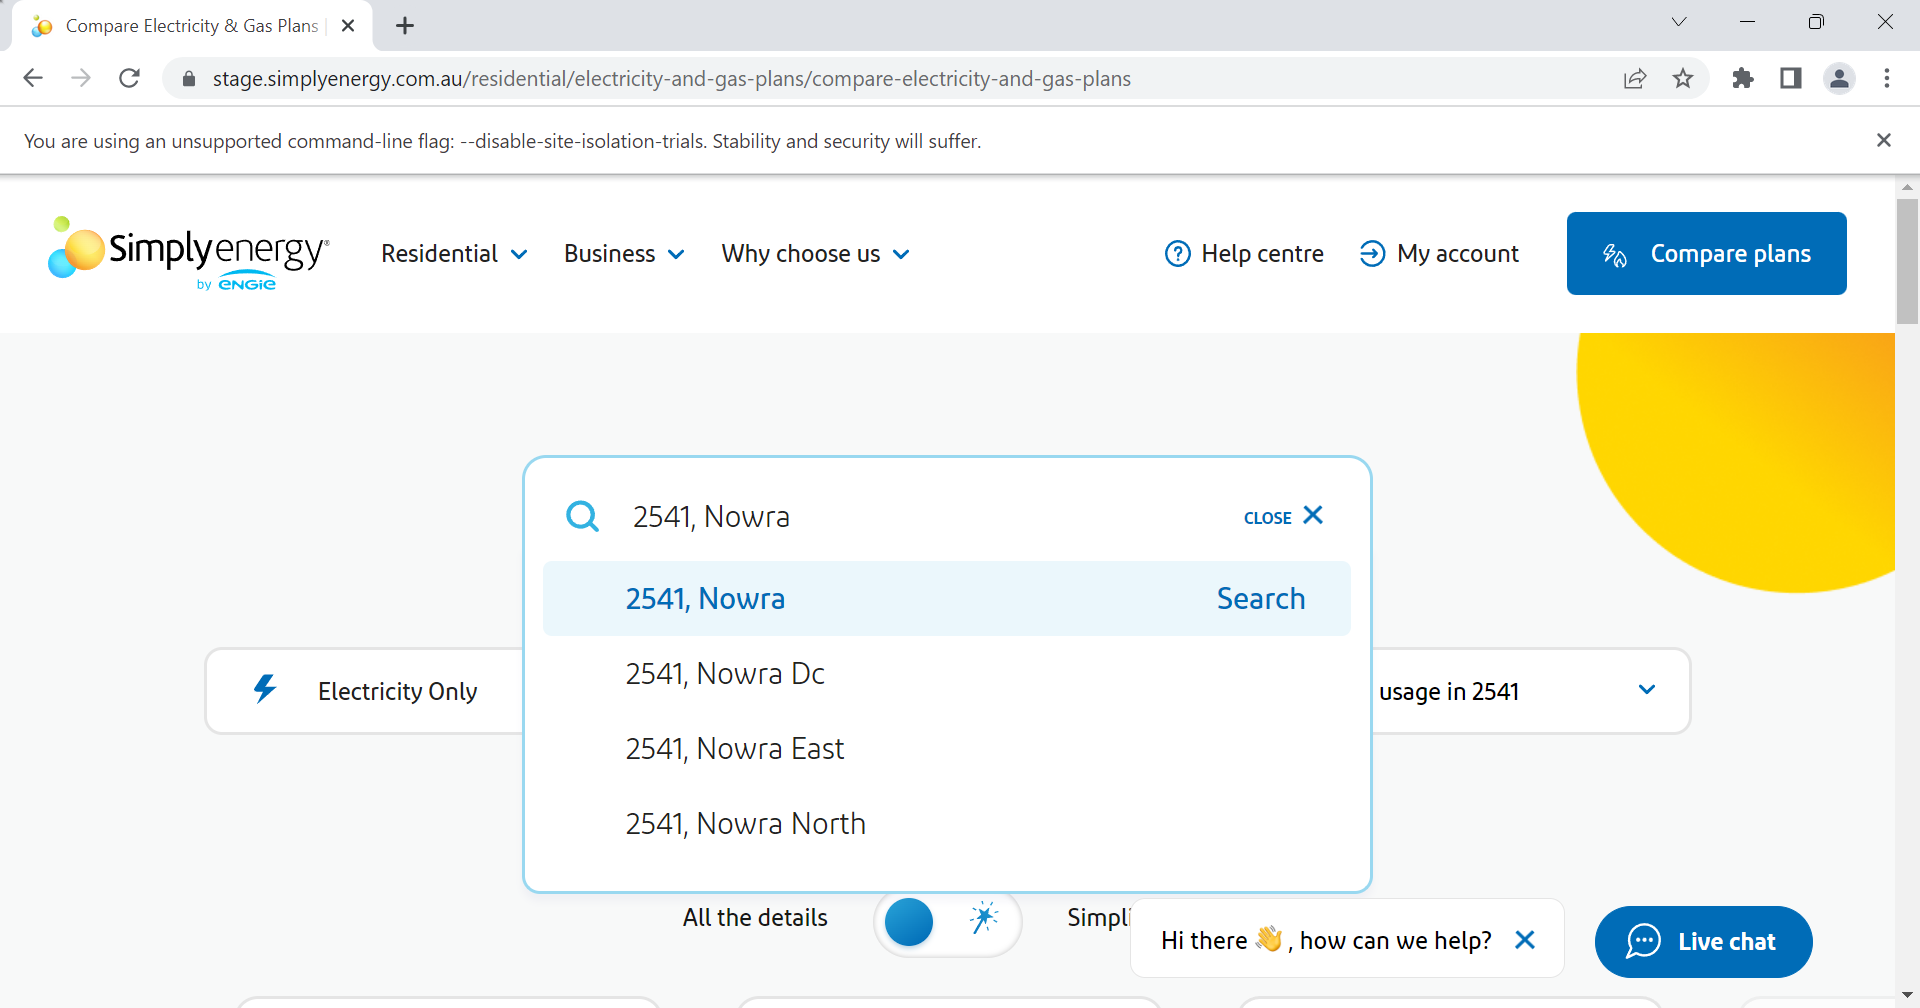 Compare Electricity & Gas Plans
stage.simplyenergy.com.au/residential/electricity-and-gas-plans/compare-electricity-and-gas-plans
You are using an unsupported command-line flag: --disable-site-isolation-trials. Stability and security will suffer.
Simplyenergy®
by ENGIE
Residential
Business
Why choose us
Help centre
My account
Compare plans
2541, Nowra
CLOSE
2541, Nowra
Search
2541, Nowra Dc
Electricity Only
usage in 2541
2541, Nowra East
2541, Nowra North
All the details
Simpli
Hi there 👋, how can we help?
Live chat